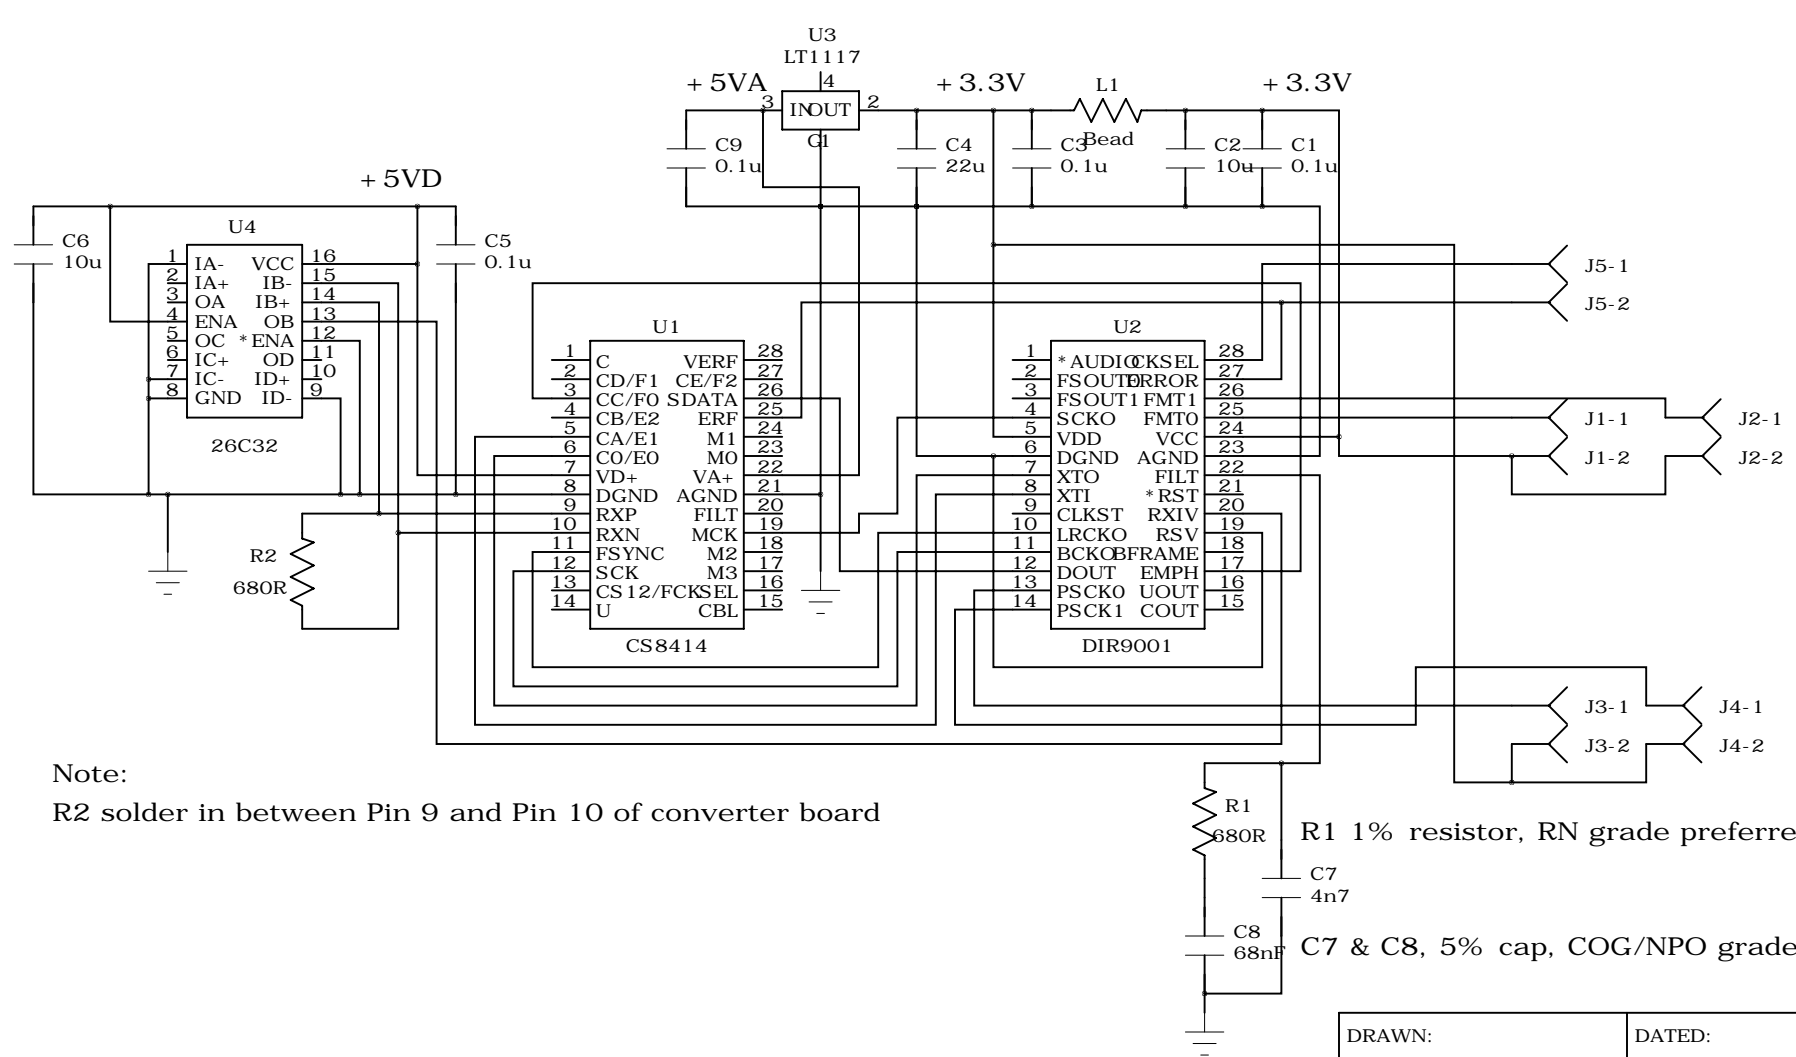 U3
LT1117
4
+5VA
3
IN
OUT
2
G1
+3.3V
L1
Bead
+3.3V
C9
0.1u
C4
22u
C3
0.1u
C2
10u
C1
0.1u
+5VD
C6
10u
C5
0.1u
U4
1 IA- VCC 16
2 IA+ IB- 15
3 OA IB+ 14
4 ENA OB 13
5 OC *ENA 12
6 IC+ OD 11
7 IC- ID+ 10
8 GND ID- 9
26C32
U1
1 C VERF 28
2 CD/F1 CE/F2 27
3 CC/F0 SDATA 26
4 CB/E2 ERF 25
5 CA/E1 M1 24
6 C0/E0 M0 23
7 VD+ VA+ 22
8 DGND AGND 21
9 RXP FILT 20
10 RXN MCK 19
11 FSYNC M2 18
12 SCK M3 17
13 CS12/FCK SEL 16
14 U CBL 15
CS8414
U2
1 *AUDIO CKSEL 28
2 FSOUT0 ERROR 27
3 FSOUT1 FMT1 26
4 SCKO FMT0 25
5 VDD VCC 24
6 DGND AGND 23
7 XTO FILT 22
8 XTI *RST 21
9 CLKST RXIV 20
10 LRCKO RSV 19
11 BCKO BFRAME 18
12 DOUT EMPH 17
13 PSCK0 UOUT 16
14 PSCK1 COUT 15
DIR9001
J5-1
J5-2
J1-1
J2-1
J1-2
J2-2
J3-1
J4-1
J3-2
J4-2
R2
680R
Note:
R2 solder in between Pin 9 and Pin 10 of converter board
R1
680R
R1 1% resistor, RN grade preferre
C7
4n7
C8
68nF
C7 & C8, 5% cap, COG/NPO grade
DRAWN:
DATED: